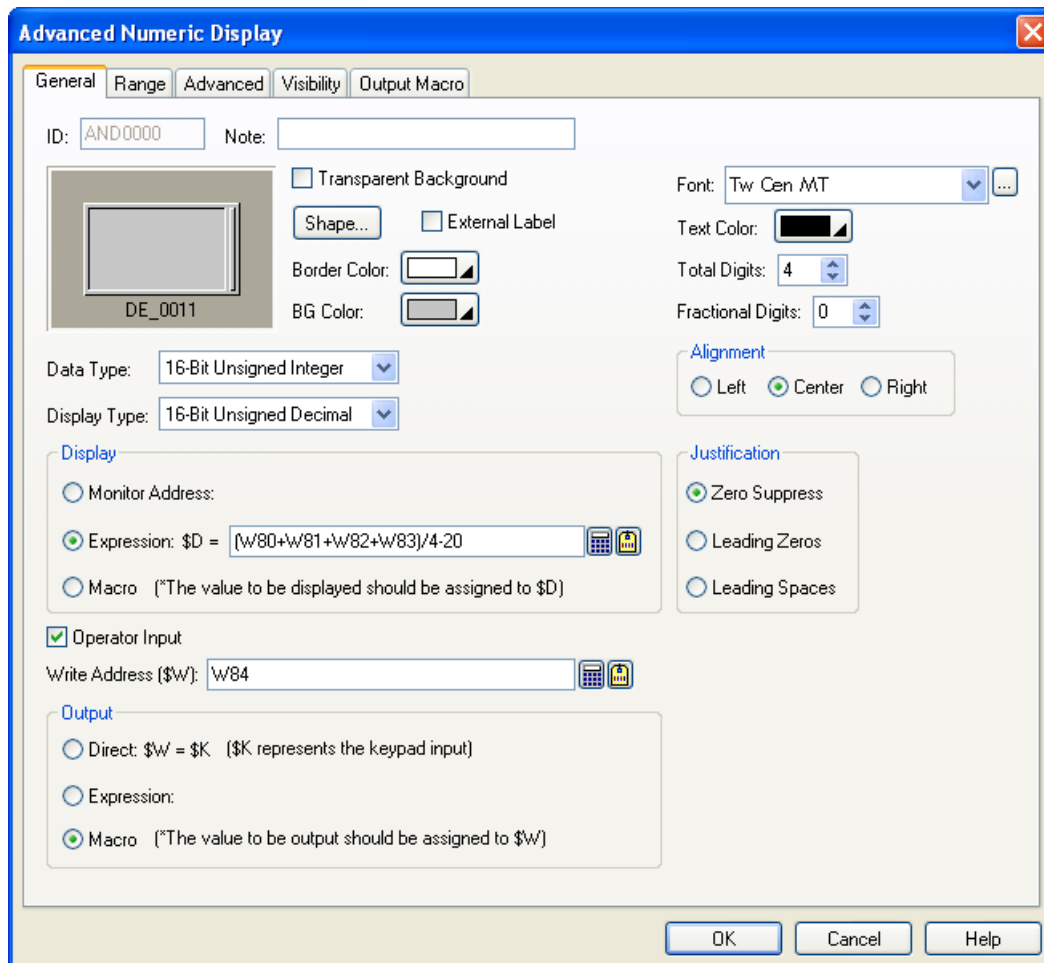 Advanced Numeric Display
General Range Advanced Visibility Output Macro
ID: AND0000 Note:
Transparent Background
Font: Tw Cen MT ...
Shape... External Label
Text Color:
Border Color:
Total Digits: 4
DE_0011
BG Color:
Fractional Digits: 0
Data Type: 16-Bit Unsigned Integer
Alignment
Left Center Right
Display Type: 16-Bit Unsigned Decimal
Display
Justification
Monitor Address:
Zero Suppress
Expression: $D = (W80+W81+W82+W83)/4-20
Leading Zeros
Macro (*The value to be displayed should be assigned to $D)
Leading Spaces
Operator Input
Write Address ($W): W84
Output
Direct: $W = $K ($K represents the keypad input)
Expression:
Macro (*The value to be output should be assigned to $W)
OK Cancel Help